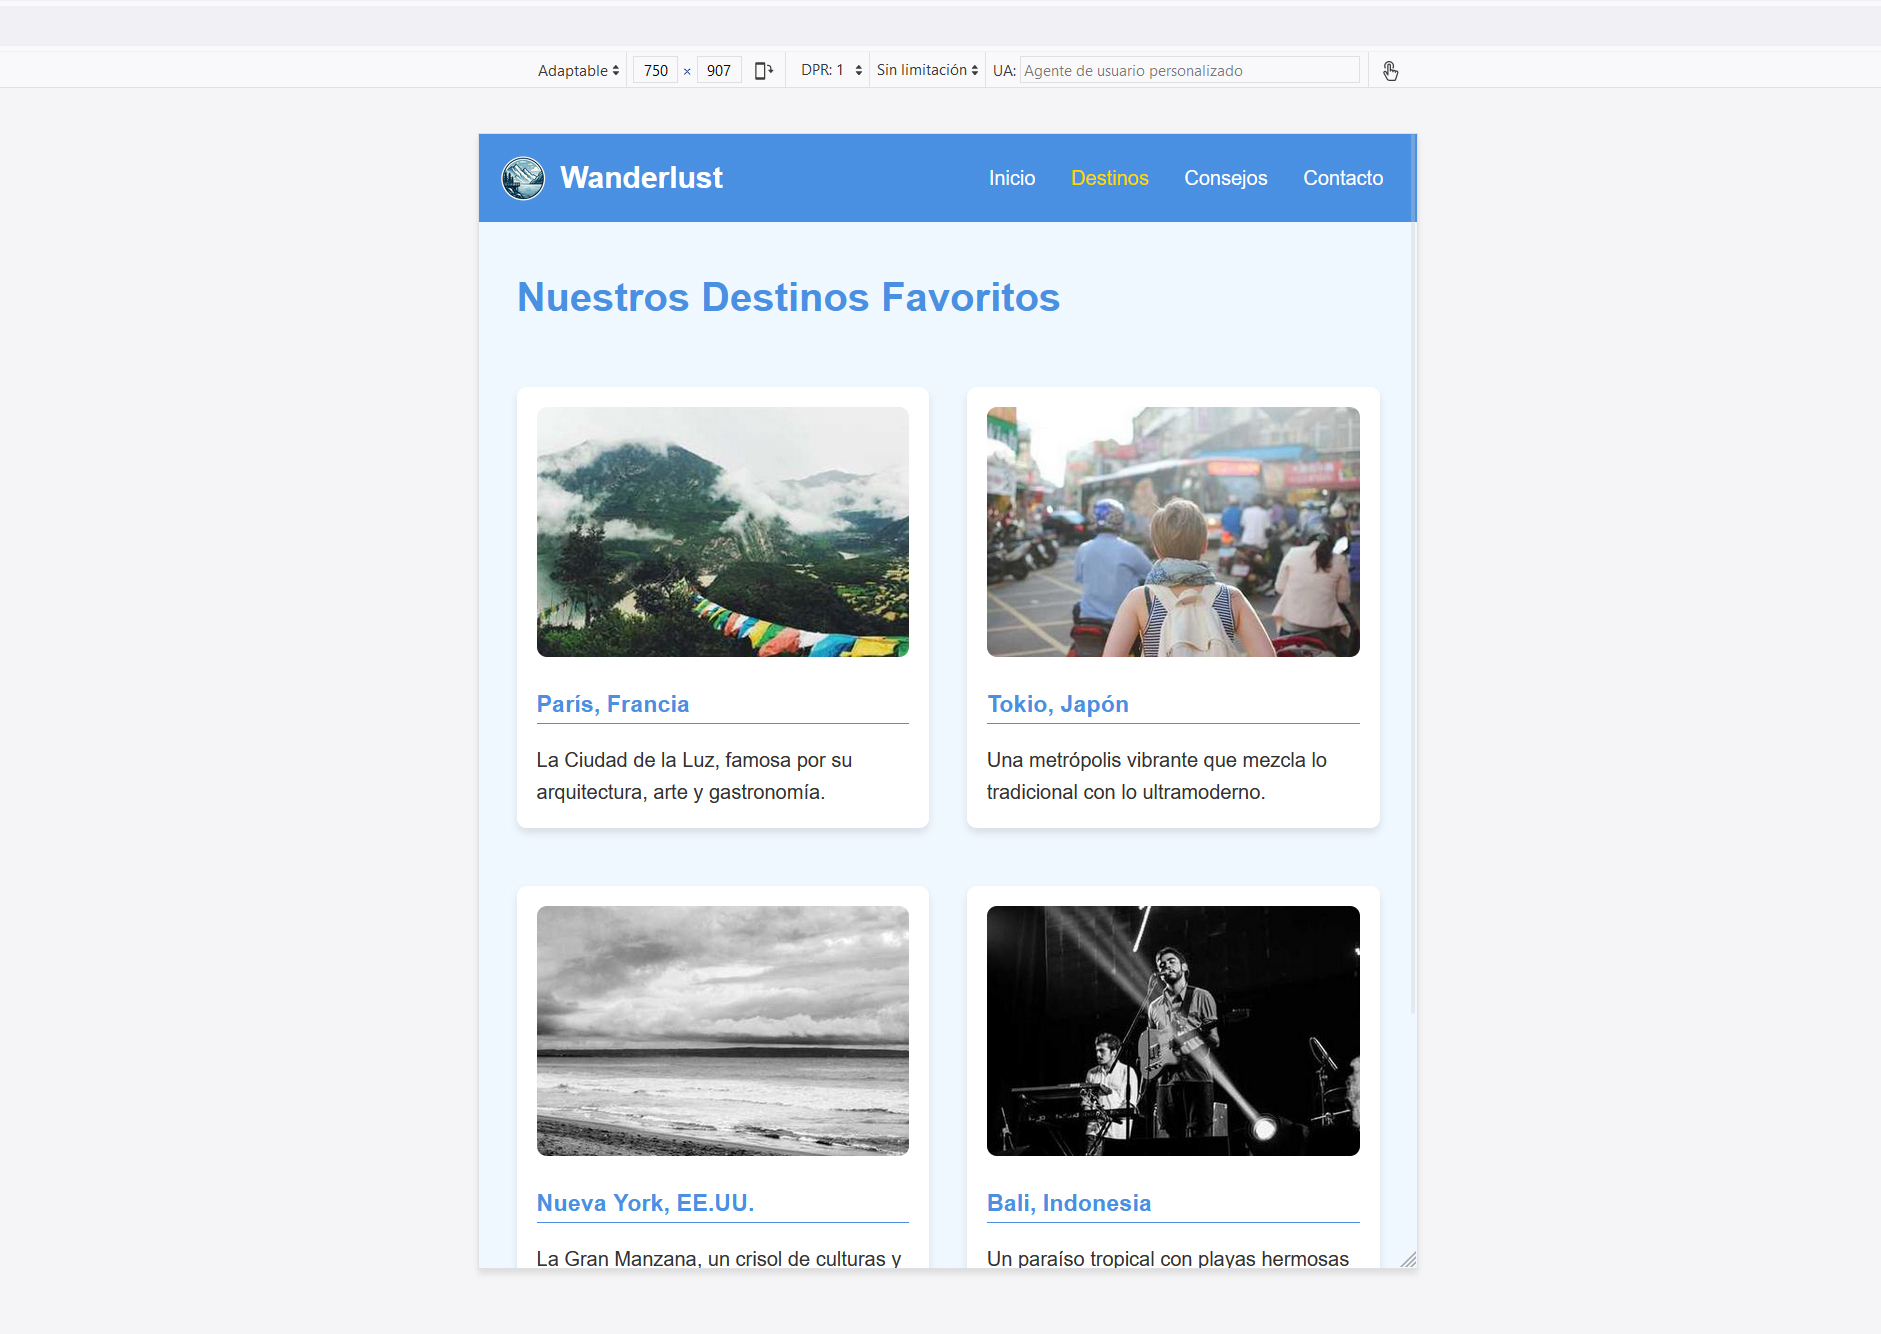 Adaptable 750 × 907 DPR: 1 Sin limitación UA: Agente de usuario personalizado
Wanderlust Inicio Destinos Consejos Contacto
Nuestros Destinos Favoritos
París, Francia
La Ciudad de la Luz, famosa por su
arquitectura, arte y gastronomía.
Tokio, Japón
Una metrópolis vibrante que mezcla lo
tradicional con lo ultramoderno.
Nueva York, EE.UU.
La Gran Manzana, un crisol de culturas y
Bali, Indonesia
Un paraíso tropical con playas hermosas